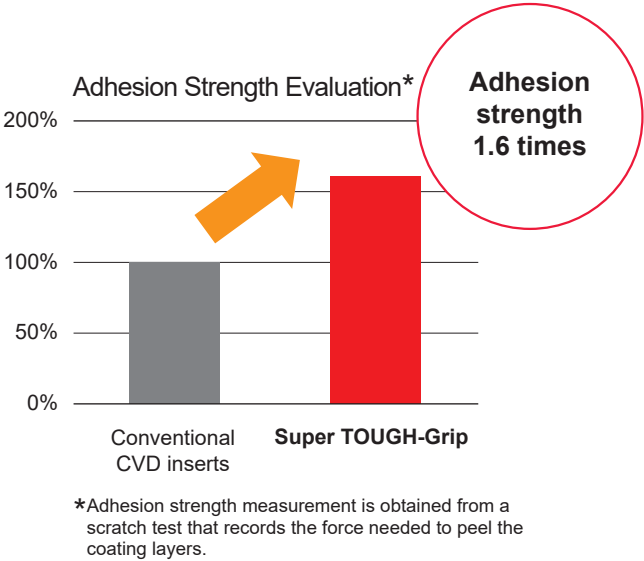 Adhesion Strength Evaluation*
Adhesion
strength
1.6 times
200%
150%
100%
50%
0%
Conventional
CVD inserts
Super TOUGH-Grip
*Adhesion strength measurement is obtained from a
scratch test that records the force needed to peel the
coating layers.